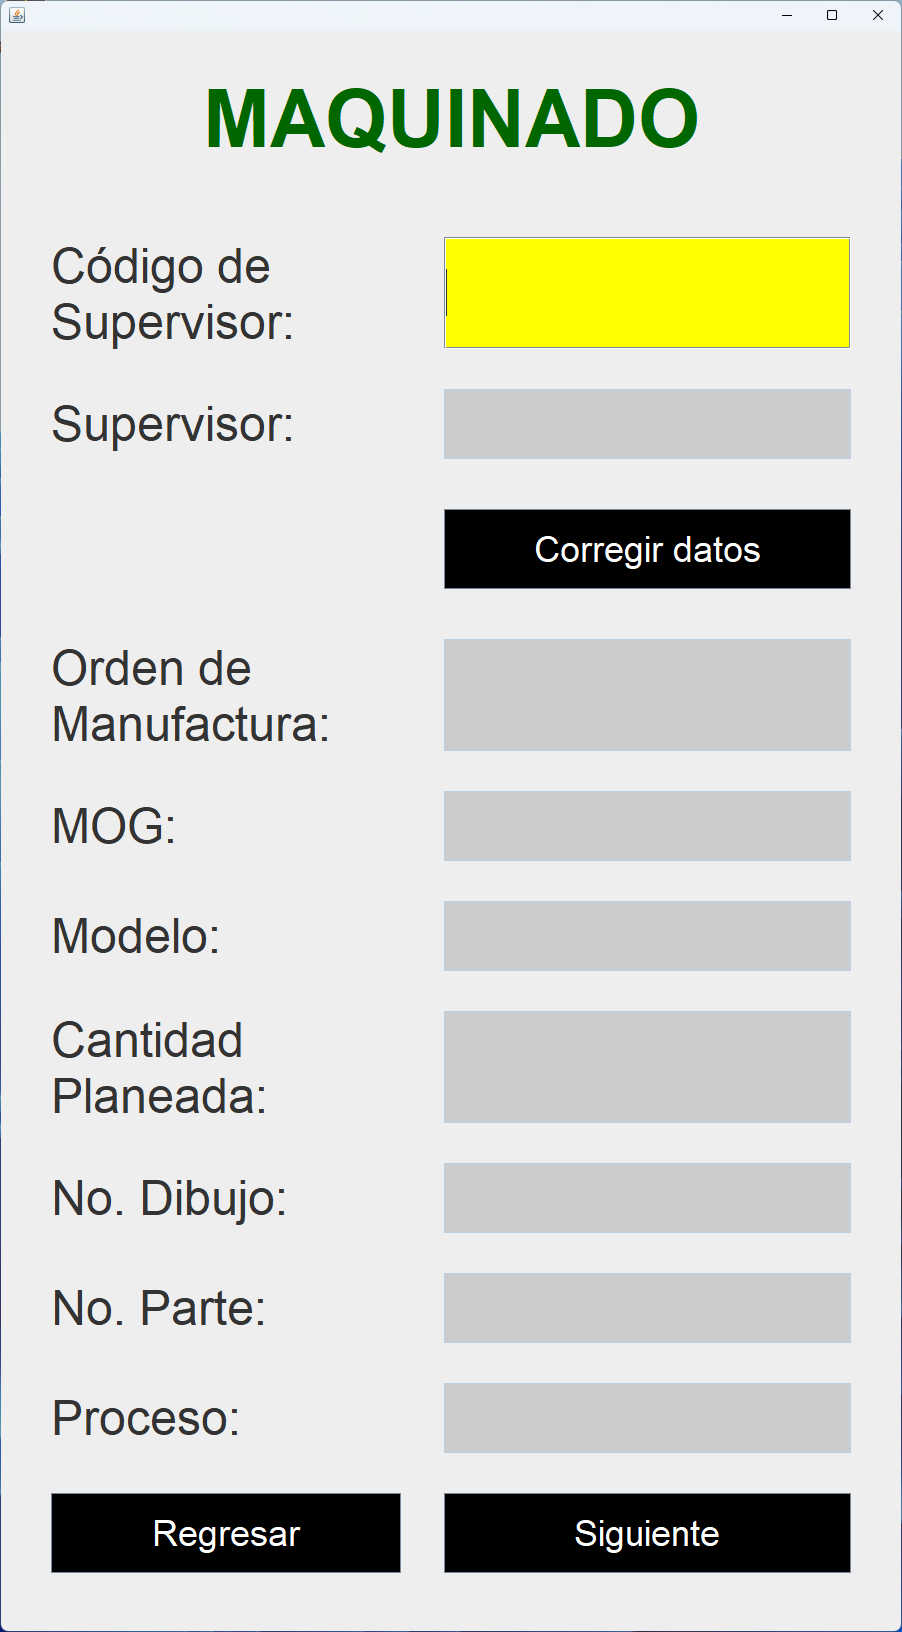 MAQUINADO
Código de
Supervisor:
Supervisor:
Corregir datos
Orden de
Manufactura:
MOG:
Modelo:
Cantidad
Planeada:
No. Dibujo:
No. Parte:
Proceso:
Regresar
Siguiente